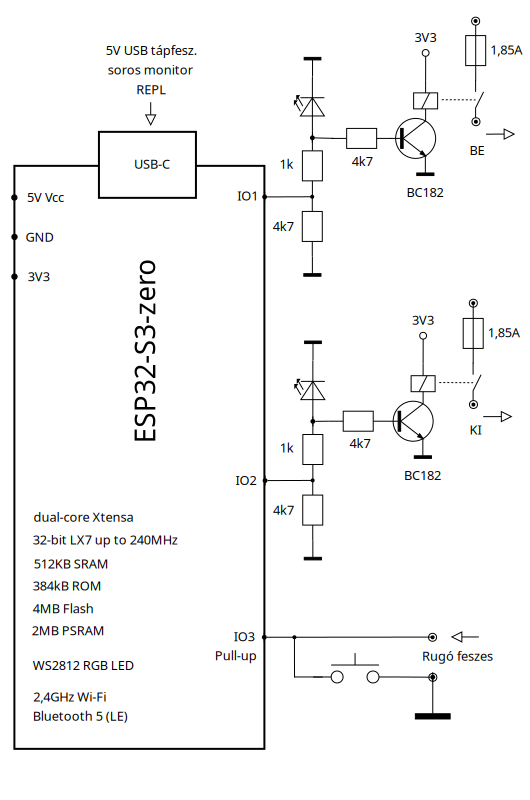 5V USB tápfesz.
soros monitor
REPL
USB-C
5V Vcc
GND
3V3
ESP32-S3-zero
dual-core Xtensa
32-bit LX7 up to 240MHz
512KB SRAM
384kB ROM
4MB Flash
2MB PSRAM
WS2812 RGB LED
2,4GHz Wi-Fi
Bluetooth 5 (LE)
IO1
1k
4k7
4k7
3V3
BC182
1,85A
BE
IO2
1k
4k7
4k7
3V3
BC182
1,85A
KI
IO3
Pull-up
Rugó feszes